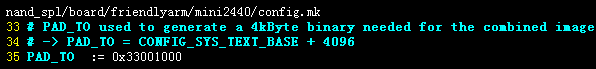 nand_spl/board/friendlyarm/mini2440/config.mk
33 # PAD_TO used to generate a 4kByte binary needed for the combined image
34 # -> PAD_TO = CONFIG_SYS_TEXT_BASE + 4096
35 PAD_TO  := 0x33001000